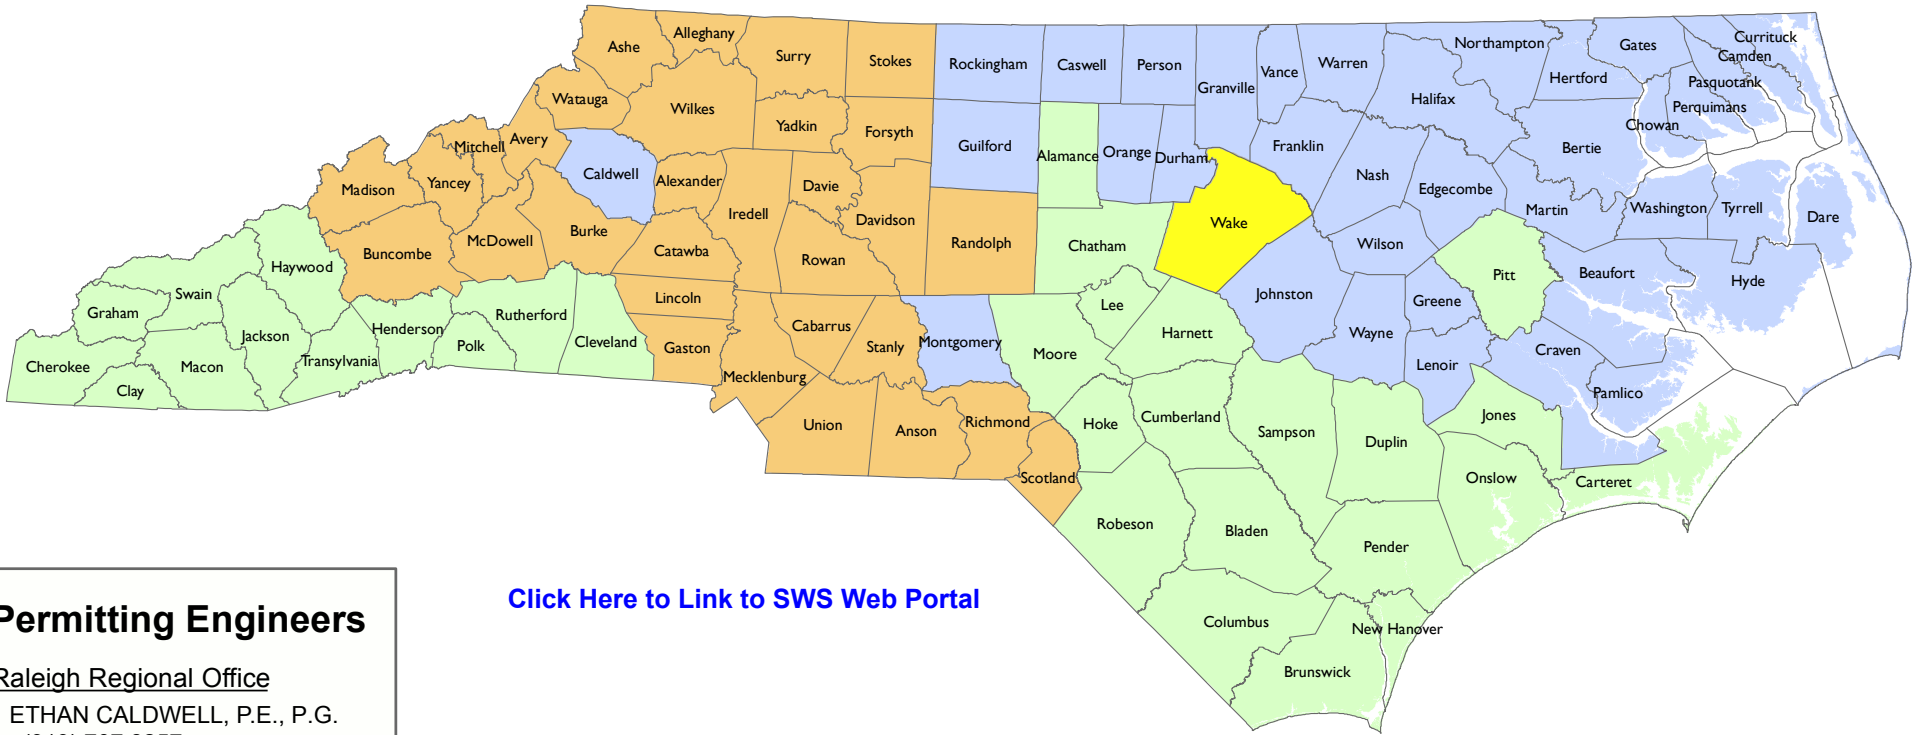 Ashe
Alleghany
Surry
Stokes
Rockingham
Caswell
Person
Granville
Vance
Warren
Northampton
Gates
Currituck
Camden
Hertford
Pasquotank
Halifax
Perquimans
Chowan
Watauga
Wilkes
Yadkin
Forsyth
Guilford
Alamance
Orange
Durham
Franklin
Bertie
Mitchell
Avery
Caldwell
Alexander
Madison
Yancey
Davie
Nash
Edgecombe
Iredell
Davidson
Martin
Washington
Tyrrell
Dare
Wake
Burke
McDowell
Catawba
Randolph
Chatham
Wilson
Buncombe
Rowan
Haywood
Pitt
Beaufort
Hyde
Swain
Lincoln
Johnston
Greene
Graham
Rutherford
Lee
Henderson
Cabarrus
Harnett
Wayne
Jackson
Cleveland
Gaston
Stanly
Montgomery
Moore
Craven
Polk
Transylvania
Cherokee
Macon
Lenoir
Mecklenburg
Clay
Pamlico
Union
Anson
Richmond
Hoke
Cumberland
Sampson
Duplin
Jones
Scotland
Onslow
Carteret
Robeson
Bladen
Pender
Columbus
New Hanover
Brunswick
Click Here to Link to SWS Web Portal
Permitting Engineers
Raleigh Regional Office
ETHAN CALDWELL, P.E., P.G.